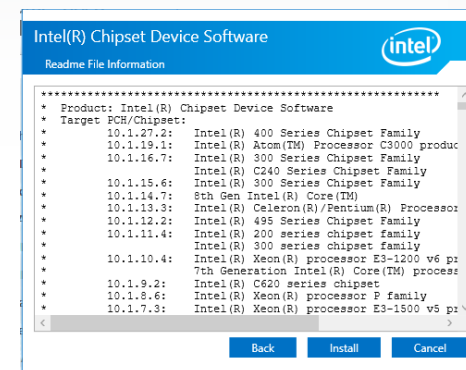 Intel(R) Chipset Device Software
intel
Readme File Information
***********************************************************
* Product: Intel(R) Chipset Device Software
* Target PCH/Chipset:
* 10.1.27.2: Intel(R) 400 Series Chipset Family
* 10.1.19.1: Intel(R) Atom(TM) Processor C3000 produc
* 10.1.16.7: Intel(R) 300 Series Chipset Family
* Intel(R) C240 Series Chipset Family
* 10.1.15.6: Intel(R) 300 Series Chipset Family
* 10.1.14.7: 8th Gen Intel(R) Core(TM)
* 10.1.13.3: Intel(R) Celeron(R)/Pentium(R) Processor
* 10.1.12.2: Intel(R) 495 Series Chipset family
* 10.1.11.4: Intel(R) 200 series chipset family
* Intel(R) 300 series chipset family
* 10.1.10.4: Intel(R) Xeon(R) processor E3-1200 v6 pr
* 7th Generation Intel(R) Core(TM) process
* 10.1.9.2: Intel(R) C620 series chipset
* 10.1.8.6: Intel(R) Xeon(R) processor P family
* 10.1.7.3: Intel(R) Xeon(R) processor E3-1500 v5 pr
Back Install Cancel